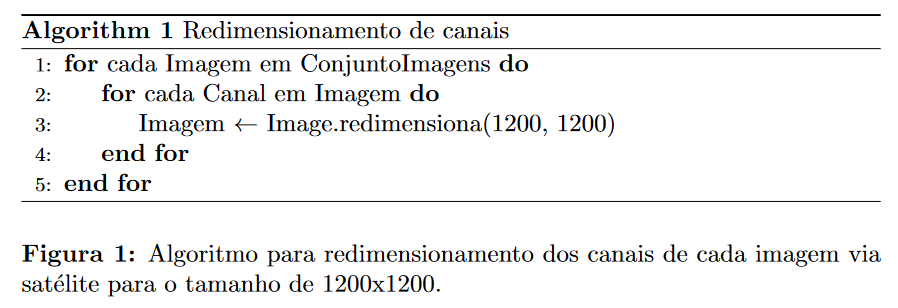 Algorithm 1 Redimensionamento de canais
1: for cada Imagem em ConjuntoImagens do
2: for cada Canal em Imagem do
3: Imagem ← Image.redimensiona(1200, 1200)
4: end for
5: end for
Figura 1: Algoritmo para redimensionamento dos canais de cada imagem via
satélite para o tamanho de 1200x1200.